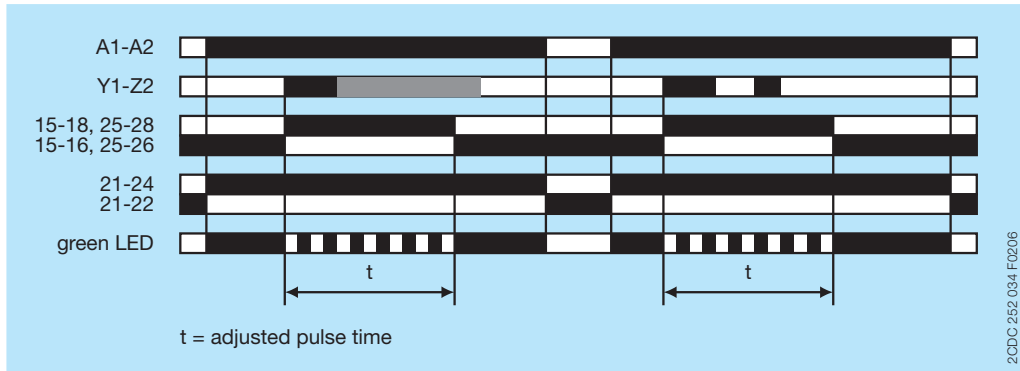 A1-A2
Y1-Z2
15-18, 25-28
15-16, 25-26
21-24
21-22
green LED
t
t
t = adjusted pulse time
2CDC 252 034 F0206